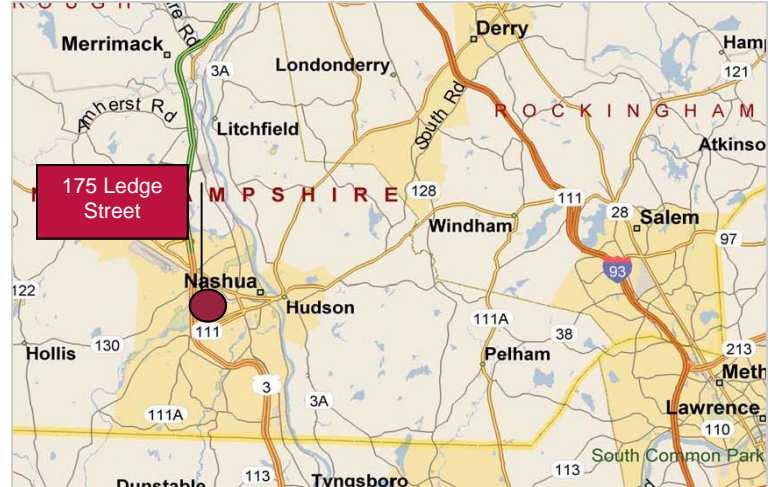 R O U G H
re Rd
Merrimack
Derry
3A
Londonderry
Hamp
121
Amherst Rd
South Rd
Litchfield
R O C K I N G H A M
Atkinso
175 Ledge
Street
A M P S H I R E
128
111
28
Salem
Windham
97
93
122
Nashua
Hudson
111
111A
38
Hollis
130
Pelham
213
Meth
3
3A
111A
Lawrence
110
South Common Park
113
Dunstable
Tyngsboro
113